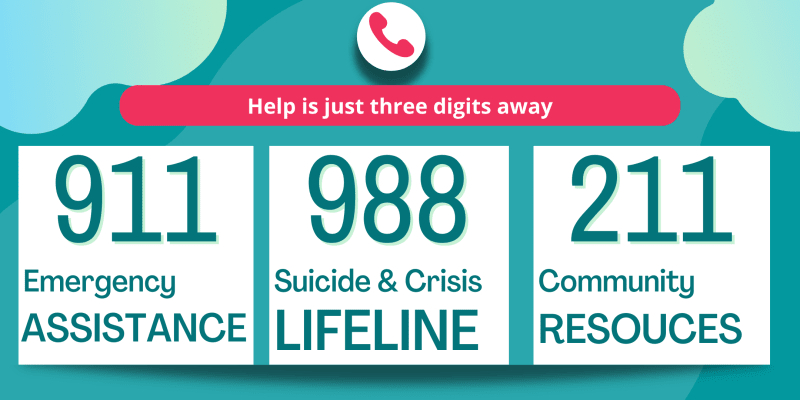 Help is just three digits away
911
Emergency
ASSISTANCE
988
Suicide & Crisis
LIFELINE
211
Community
RESOUCES